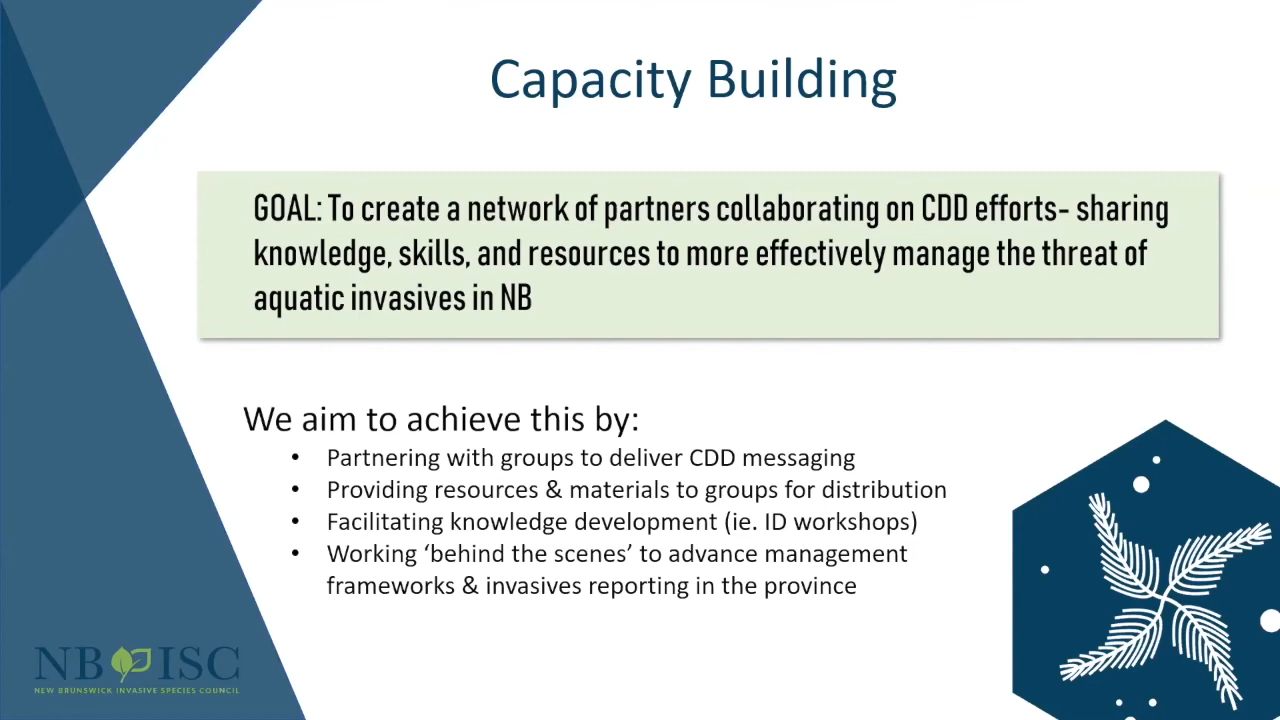 Capacity Building
GOAL: To create a network of partners collaborating on CDD efforts- sharing
knowledge, skills, and resources to more effectively manage the threat of
aquatic invasives in NB
We aim to achieve this by:
• Partnering with groups to deliver CDD messaging
• Providing resources & materials to groups for distribution
• Facilitating knowledge development (ie. ID workshops)
• Working ‘behind the scenes’ to advance management
frameworks & invasives reporting in the province
NB ISC
NEW BRUNSWICK INVASIVE SPECIES COUNCIL